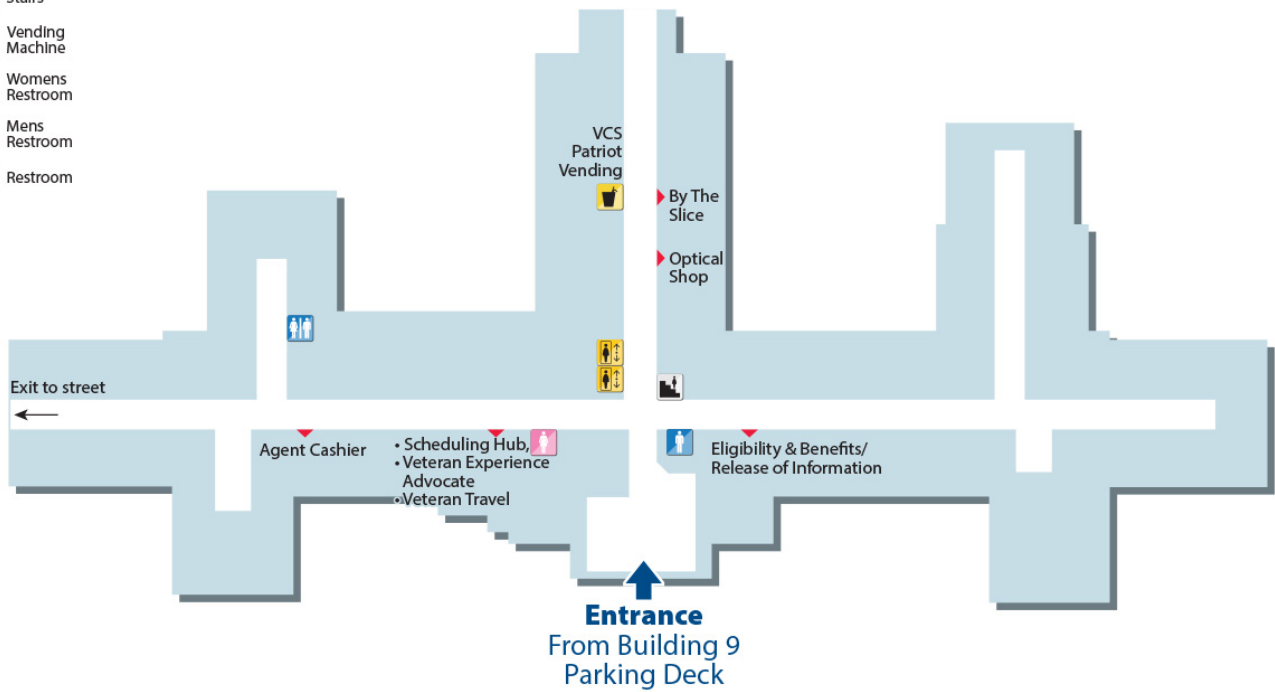 Stairs
Vending
Machine
Womens
Restroom
Mens
Restroom
Restroom
VCS
Patriot
Vending
By The
Slice
Optical
Shop
Exit to street
Agent Cashier
• Scheduling Hub,
• Veteran Experience
Advocate
• Veteran Travel
Eligibility & Benefits/
Release of Information
Entrance
From Building 9
Parking Deck